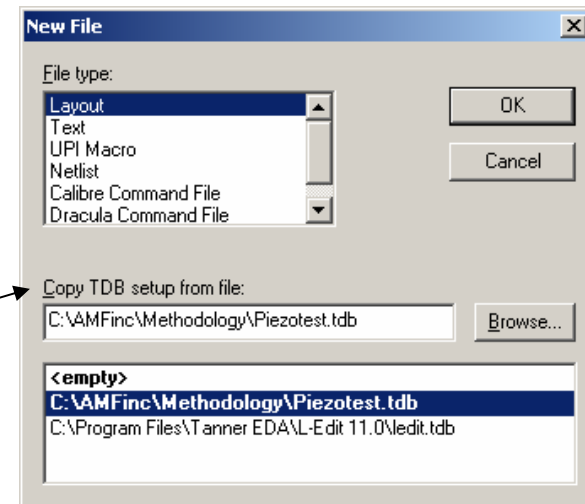 New File
File type:
Layout
Text
UPI Macro
Netlist
Calibre Command File
Dracula Command File
OK
Cancel
Copy TDB setup from file:
C:\AMFinc\Methodology\Piezotest.tdb
Browse...
<empty>
C:\AMFinc\Methodology\Piezotest.tdb
C:\Program Files\Tanner EDA\L-Edit 11.0\ledit.tdb